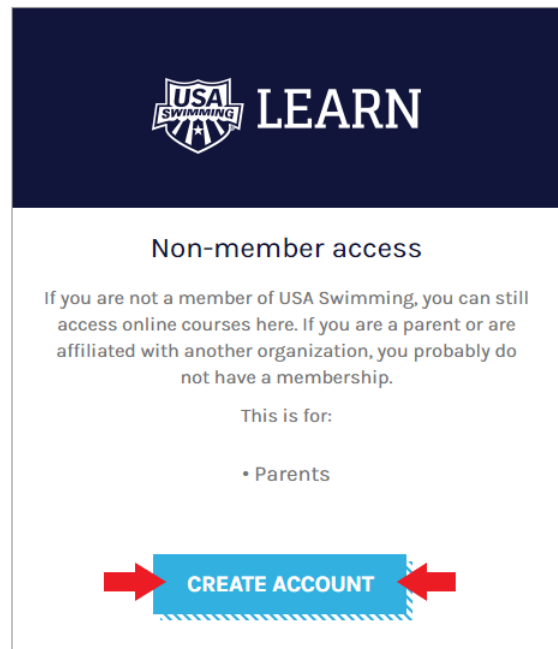 USA
SWIMMING
LEARN
Non-member access
If you are not a member of USA Swimming, you can still
access online courses here. If you are a parent or are
affiliated with another organization, you probably do
not have a membership.
This is for:
• Parents
CREATE ACCOUNT